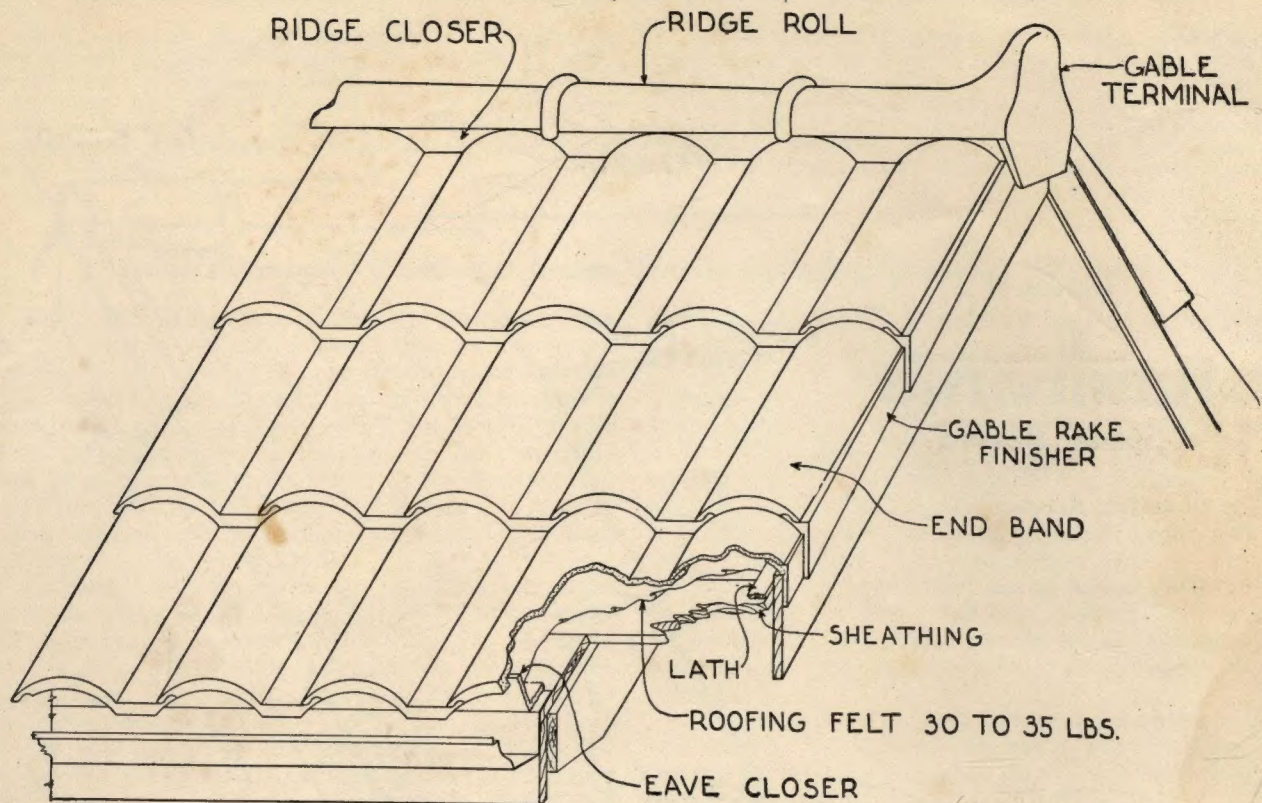 RIDGE CLOSER
RIDGE ROLL
GABLE
TERMINAL
GABLE RAKE
FINISHER
END BAND
SHEATHING
LATH
ROOFING FELT 30 TO 35 LBS.
EAVE CLOSER